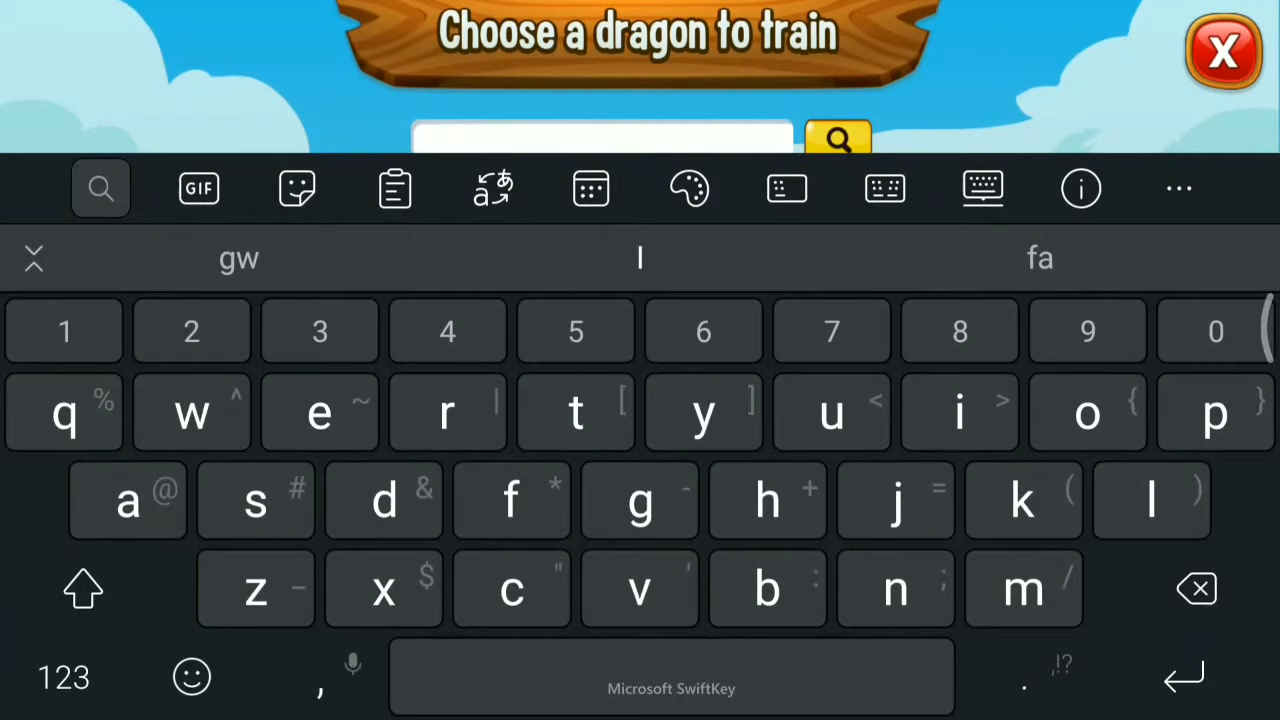 Choose a dragon to train
X
GIF
gw I fa
1 2 3 4 5 6 7 8 9 0
q % w ^ e ~ r | t [ y ] u < i > o { p }
a @ s # d & f * g - h + j = k ( l )
z _ x $ c " v ' b : n ; m /
123 , Microsoft SwiftKey . ,!?